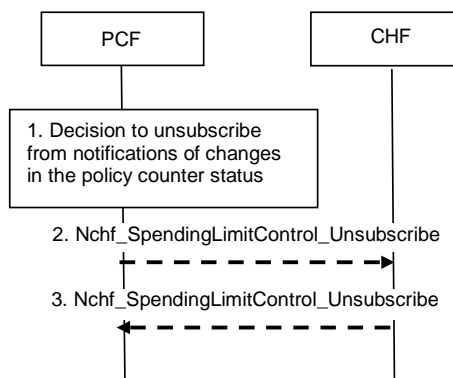 PCF
CHF
1. Decision to unsubscribe
from notifications of changes
in the policy counter status
2. Nchf_SpendingLimitControl_Unsubscribe
3. Nchf_SpendingLimitControl_Unsubscribe